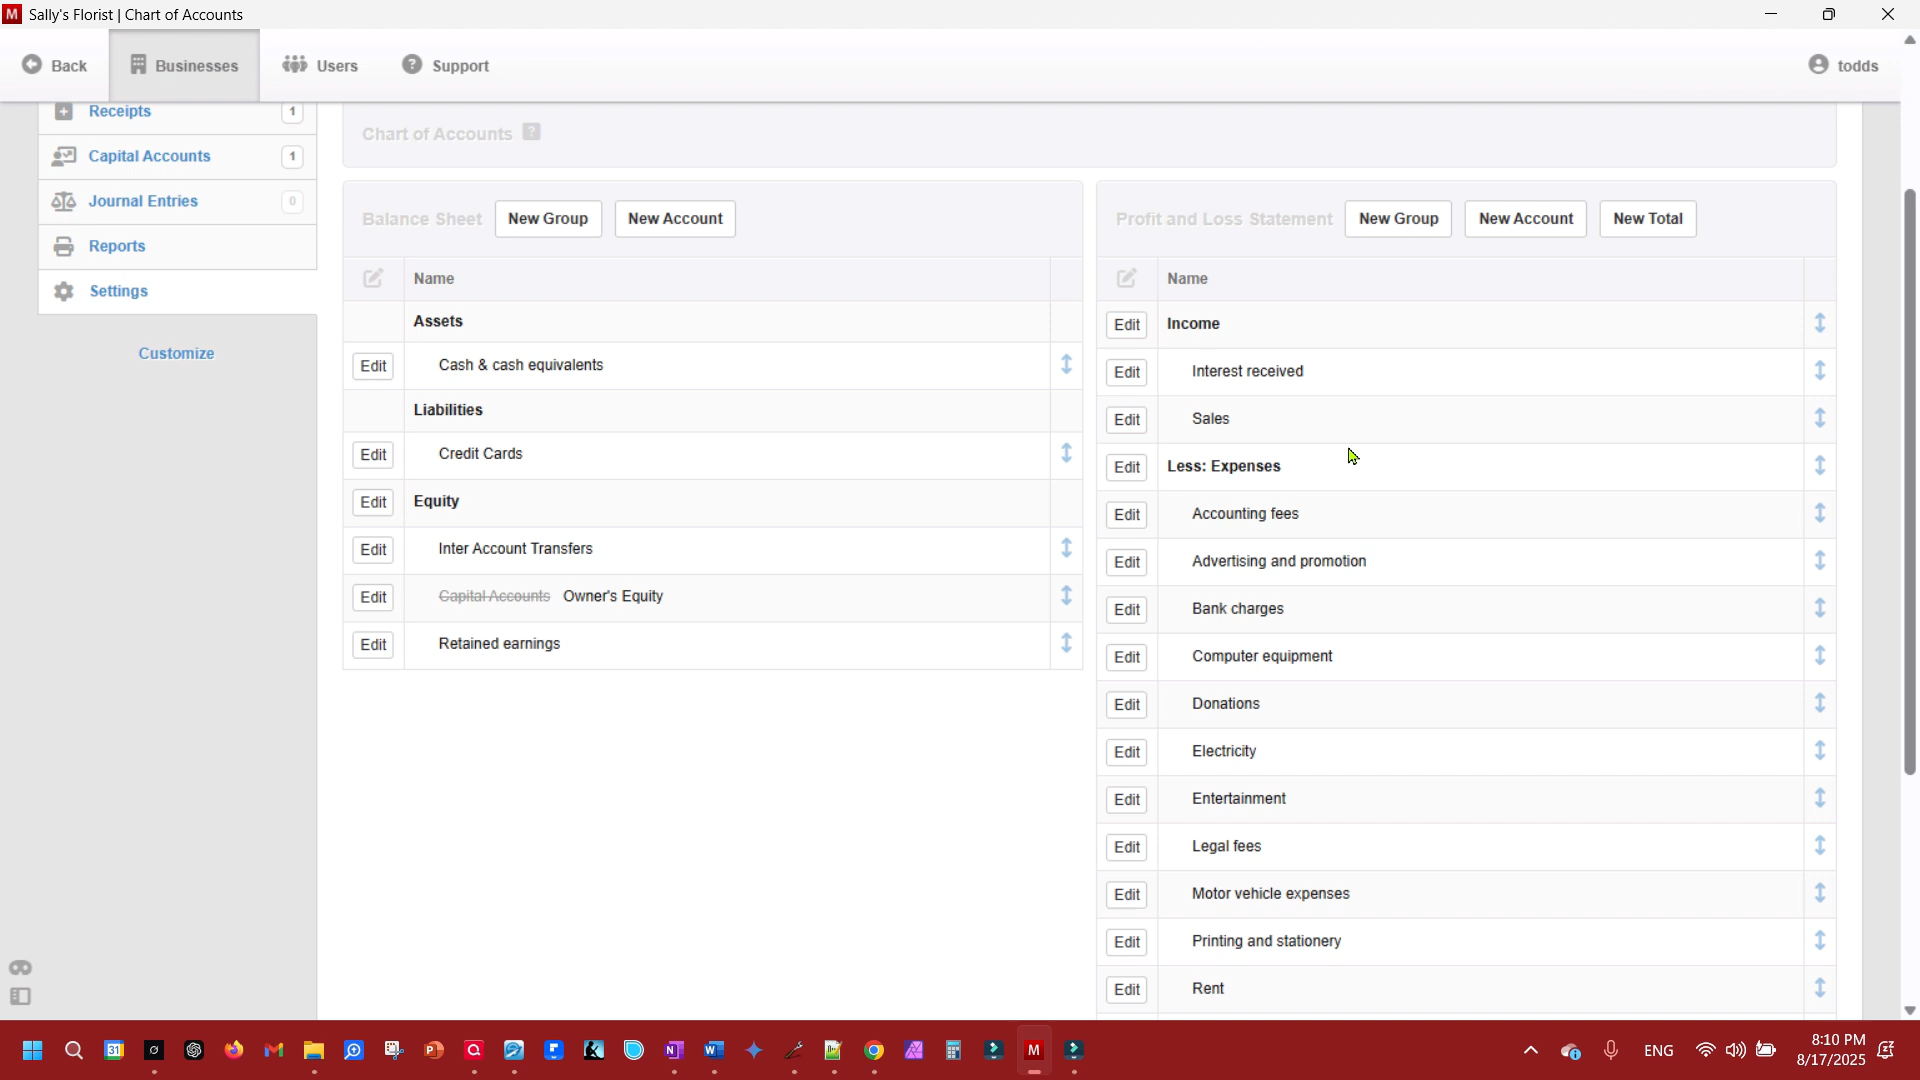 M Sally's Florist | Chart of Accounts
Back
Businesses
Users
Support
todds
Receipts 1
Capital Accounts 1
Journal Entries 0
Reports
Settings
Customize
Chart of Accounts ?
Balance Sheet New Group New Account
Name
Assets
Edit Cash & cash equivalents
Liabilities
Edit Credit Cards
Edit Equity
Edit Inter Account Transfers
Edit Capital Accounts Owner's Equity
Edit Retained earnings
Profit and Loss Statement New Group New Account New Total
Name
Edit Income
Edit Interest received
Edit Sales
Edit Less: Expenses
Edit Accounting fees
Edit Advertising and promotion
Edit Bank charges
Edit Computer equipment
Edit Donations
Edit Electricity
Edit Entertainment
Edit Legal fees
Edit Motor vehicle expenses
Edit Printing and stationery
Edit Rent
ENG
8:10 PM
8/17/2025